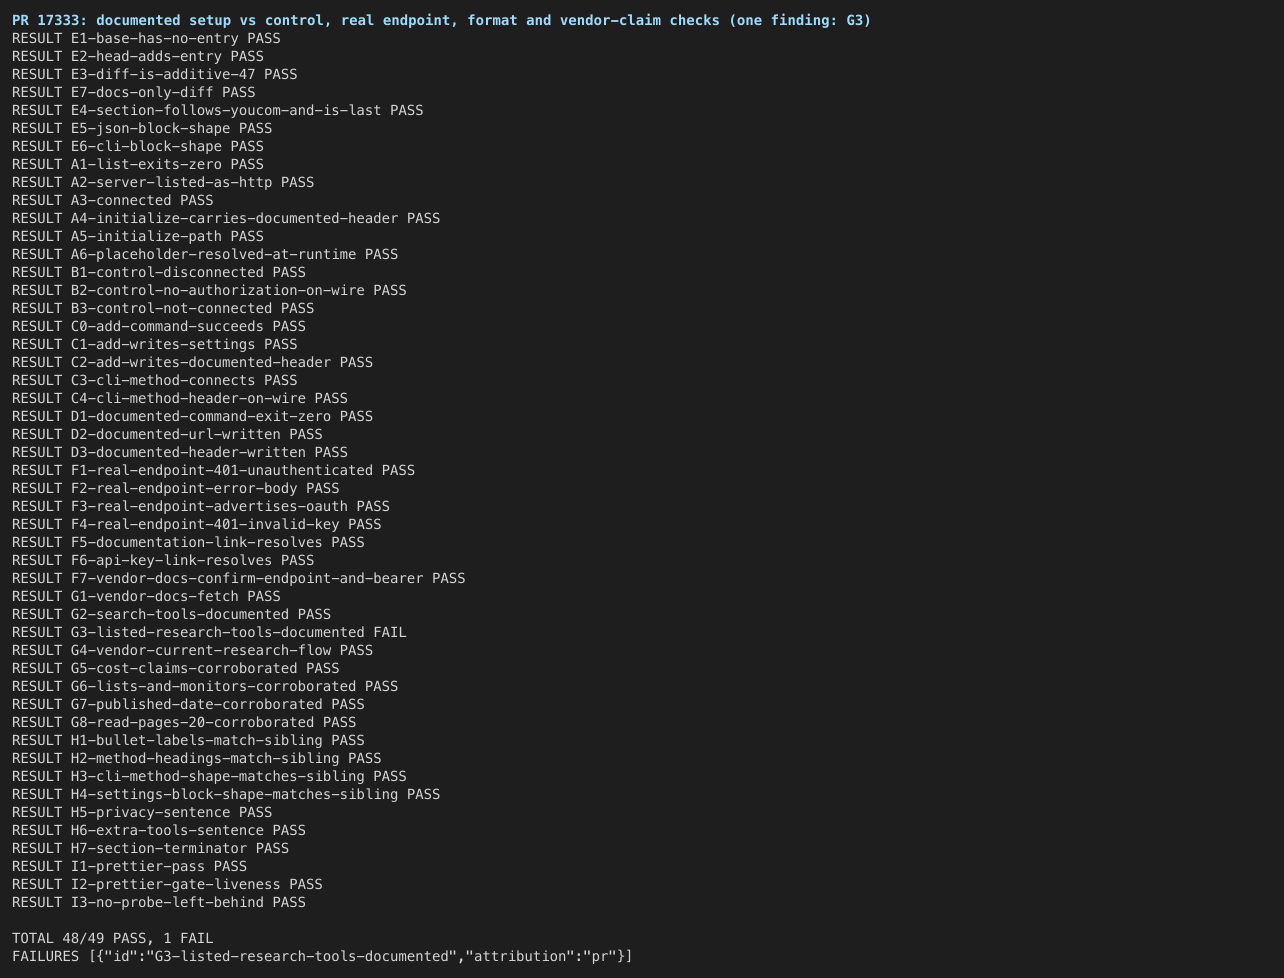 PR 17333: documented setup vs control, real endpoint, format and vendor-claim checks (one finding: G3)
RESULT E1-base-has-no-entry PASS
RESULT E2-head-adds-entry PASS
RESULT E3-diff-is-additive-47 PASS
RESULT E7-docs-only-diff PASS
RESULT E4-section-follows-youcom-and-is-last PASS
RESULT E5-json-block-shape PASS
RESULT E6-cli-block-shape PASS
RESULT A1-list-exits-zero PASS
RESULT A2-server-listed-as-http PASS
RESULT A3-connected PASS
RESULT A4-initialize-carries-documented-header PASS
RESULT A5-initialize-path PASS
RESULT A6-placeholder-resolved-at-runtime PASS
RESULT B1-control-disconnected PASS
RESULT B2-control-no-authorization-on-wire PASS
RESULT B3-control-not-connected PASS
RESULT C0-add-command-succeeds PASS
RESULT C1-add-writes-settings PASS
RESULT C2-add-writes-documented-header PASS
RESULT C3-cli-method-connects PASS
RESULT C4-cli-method-header-on-wire PASS
RESULT D1-documented-command-exit-zero PASS
RESULT D2-documented-url-written PASS
RESULT D3-documented-header-written PASS
RESULT F1-real-endpoint-401-unauthenticated PASS
RESULT F2-real-endpoint-error-body PASS
RESULT F3-real-endpoint-advertises-oauth PASS
RESULT F4-real-endpoint-401-invalid-key PASS
RESULT F5-documentation-link-resolves PASS
RESULT F6-api-key-link-resolves PASS
RESULT F7-vendor-docs-confirm-endpoint-and-bearer PASS
RESULT G1-vendor-docs-fetch PASS
RESULT G2-search-tools-documented PASS
RESULT G3-listed-research-tools-documented FAIL
RESULT G4-vendor-current-research-flow PASS
RESULT G5-cost-claims-corroborated PASS
RESULT G6-lists-and-monitors-corroborated PASS
RESULT G7-published-date-corroborated PASS
RESULT G8-read-pages-20-corroborated PASS
RESULT H1-bullet-labels-match-sibling PASS
RESULT H2-method-headings-match-sibling PASS
RESULT H3-cli-method-shape-matches-sibling PASS
RESULT H4-settings-block-shape-matches-sibling PASS
RESULT H5-privacy-sentence PASS
RESULT H6-extra-tools-sentence PASS
RESULT H7-section-terminator PASS
RESULT I1-prettier-pass PASS
RESULT I2-prettier-gate-liveness PASS
RESULT I3-no-probe-left-behind PASS
TOTAL 48/49 PASS, 1 FAIL
FAILURES [{"id":"G3-listed-research-tools-documented","attribution":"pr"}]